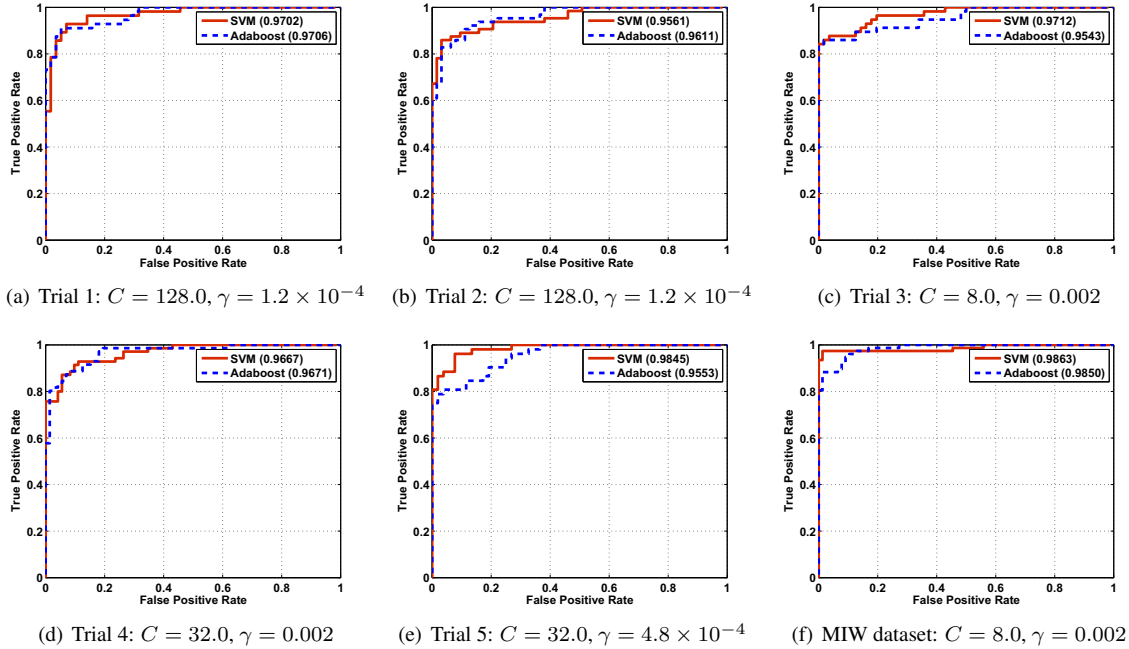 1
0.8
0.6
0.4
0.2
0
True Positive Rate
0 0.2 0.4 0.6 0.8 1
False Positive Rate
SVM (0.9702)
Adaboost (0.9706)
(a) Trial 1: C = 128.0, γ = 1.2 × 10⁻⁴
1
0.8
0.6
0.4
0.2
0
True Positive Rate
0 0.2 0.4 0.6 0.8 1
False Positive Rate
SVM (0.9561)
Adaboost (0.9611)
(b) Trial 2: C = 128.0, γ = 1.2 × 10⁻⁴
1
0.8
0.6
0.4
0.2
0
True Positive Rate
0 0.2 0.4 0.6 0.8 1
False Positive Rate
SVM (0.9712)
Adaboost (0.9543)
(c) Trial 3: C = 8.0, γ = 0.002
1
0.8
0.6
0.4
0.2
0
True Positive Rate
0 0.2 0.4 0.6 0.8 1
False Positive Rate
SVM (0.9667)
Adaboost (0.9671)
(d) Trial 4: C = 32.0, γ = 0.002
1
0.8
0.6
0.4
0.2
0
True Positive Rate
0 0.2 0.4 0.6 0.8 1
False Positive Rate
SVM (0.9845)
Adaboost (0.9553)
(e) Trial 5: C = 32.0, γ = 4.8 × 10⁻⁴
1
0.8
0.6
0.4
0.2
0
True Positive Rate
0 0.2 0.4 0.6 0.8 1
False Positive Rate
SVM (0.9863)
Adaboost (0.9850)
(f) MIW dataset: C = 8.0, γ = 0.002